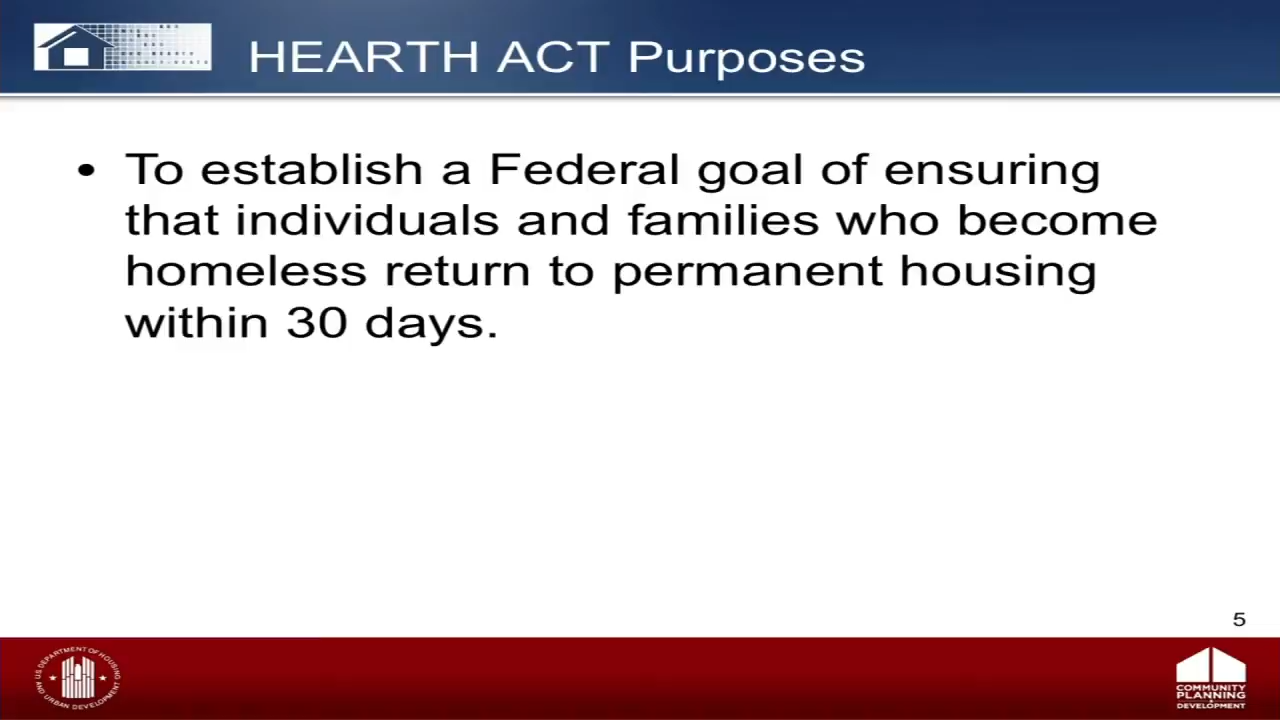 HEARTH ACT Purposes
• To establish a Federal goal of ensuring
that individuals and families who become
homeless return to permanent housing
within 30 days.
5
US DEPARTMENT OF HOUSING
AND URBAN DEVELOPMENT
COMMUNITY
PLANNING
DEVELOPMENT